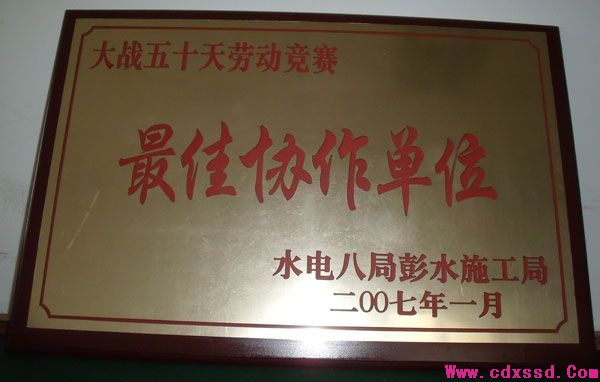 大战五十天劳动竞赛
最佳协作单位
水电八局彭水施工局
二00七年一月
Www.cdxssd.Com